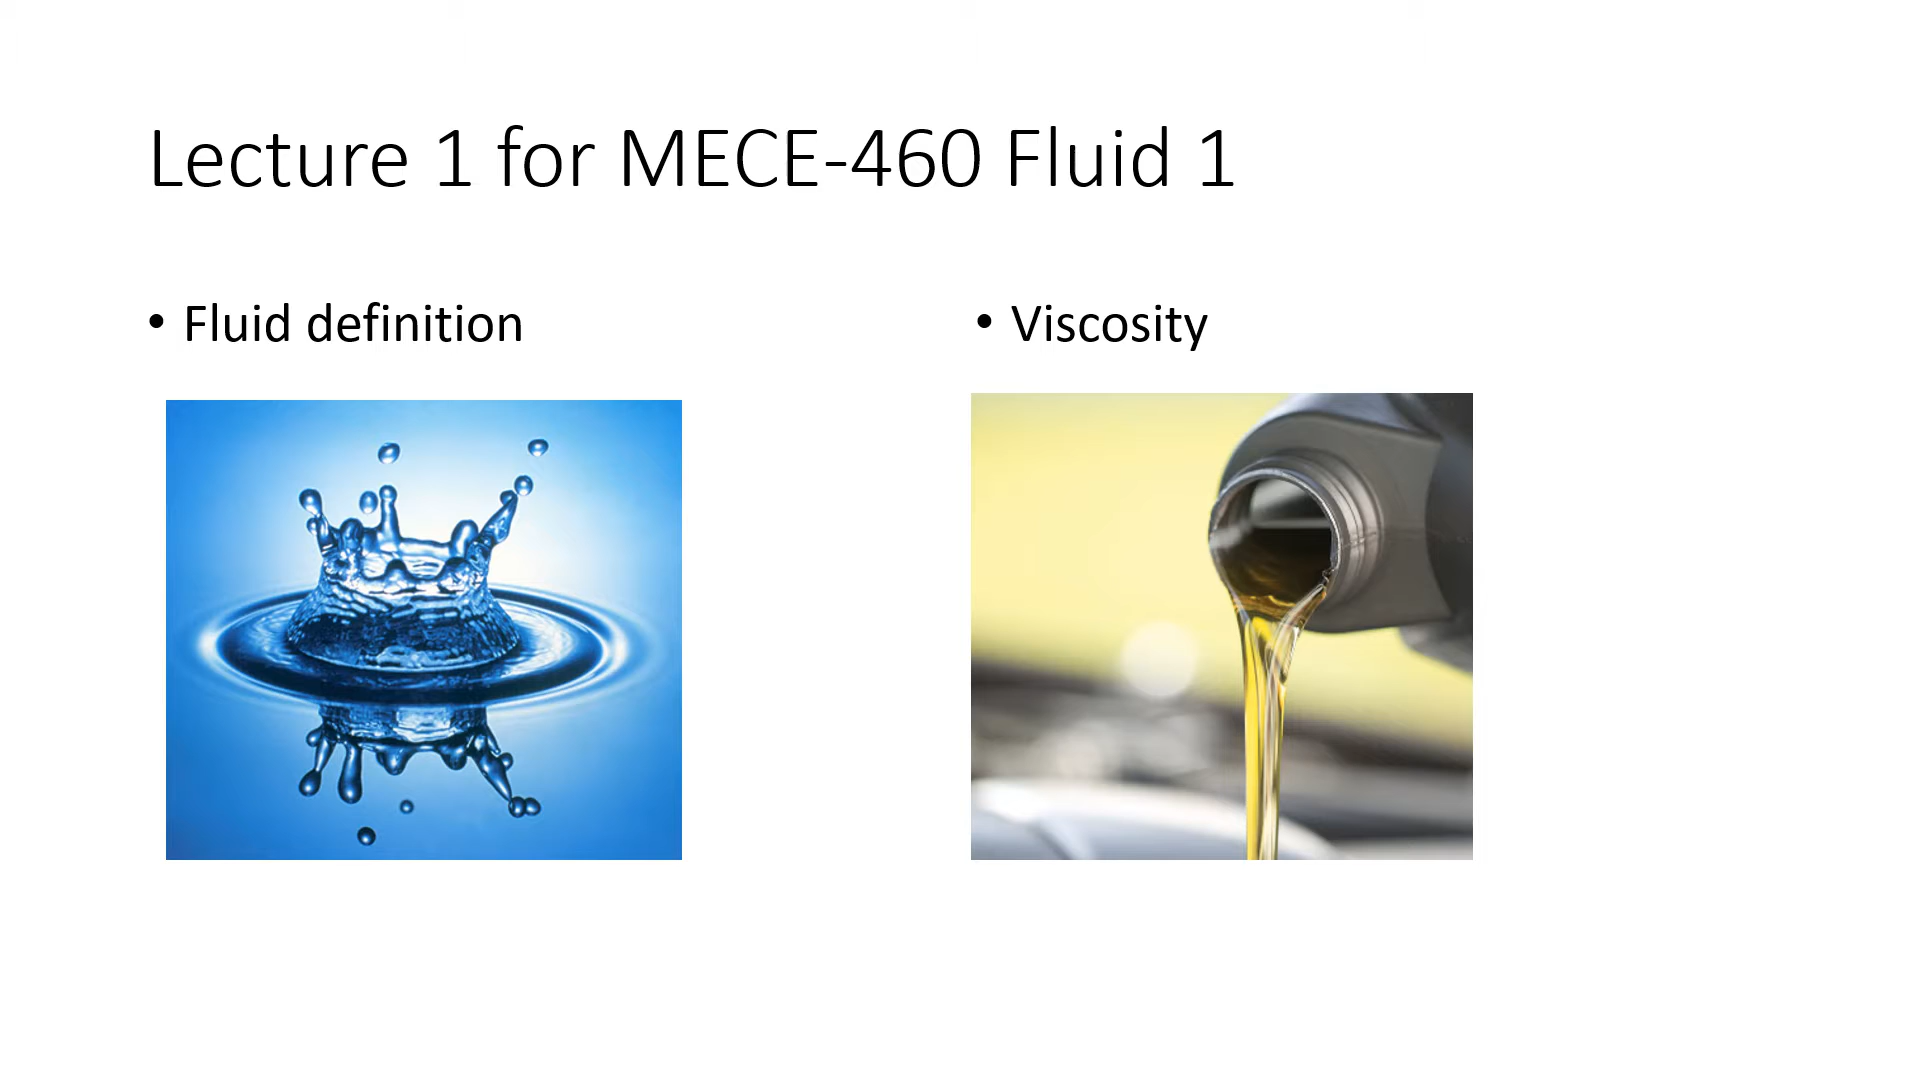 Lecture 1 for MECE-460 Fluid 1
• Fluid definition
• Viscosity